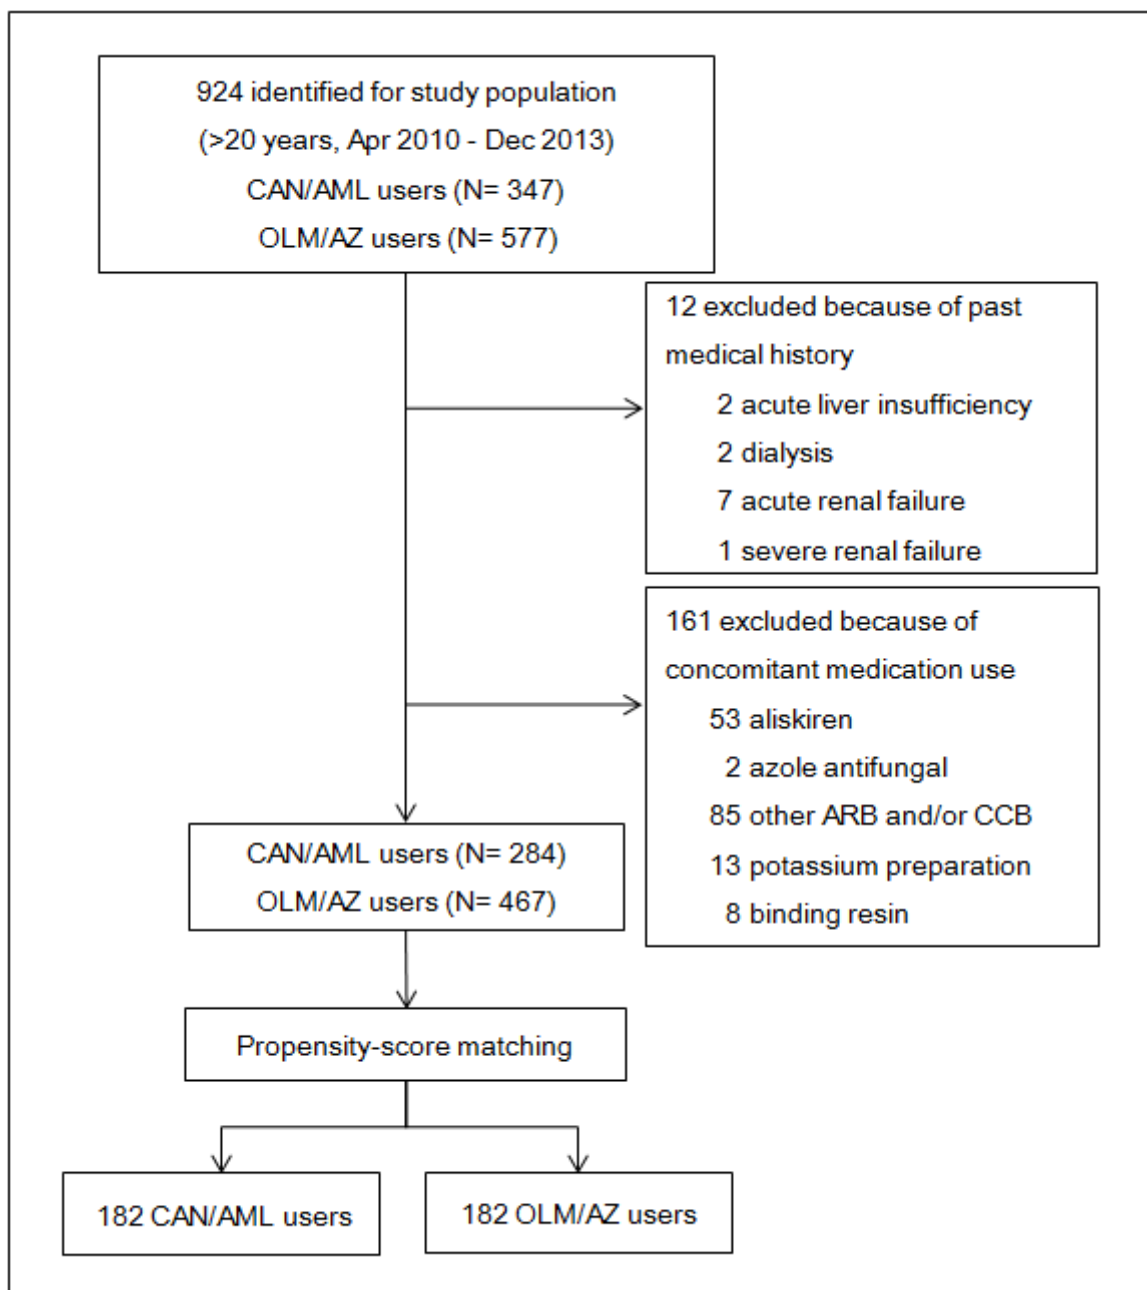 924 identified for study population
(>20 years, Apr 2010 - Dec 2013)
CAN/AML users (N= 347)
OLM/AZ users (N= 577)
12 excluded because of past
medical history
2 acute liver insufficiency
2 dialysis
7 acute renal failure
1 severe renal failure
161 excluded because of
concomitant medication use
53 aliskiren
2 azole antifungal
85 other ARB and/or CCB
13 potassium preparation
8 binding resin
CAN/AML users (N= 284)
OLM/AZ users (N= 467)
Propensity-score matching
182 CAN/AML users
182 OLM/AZ users